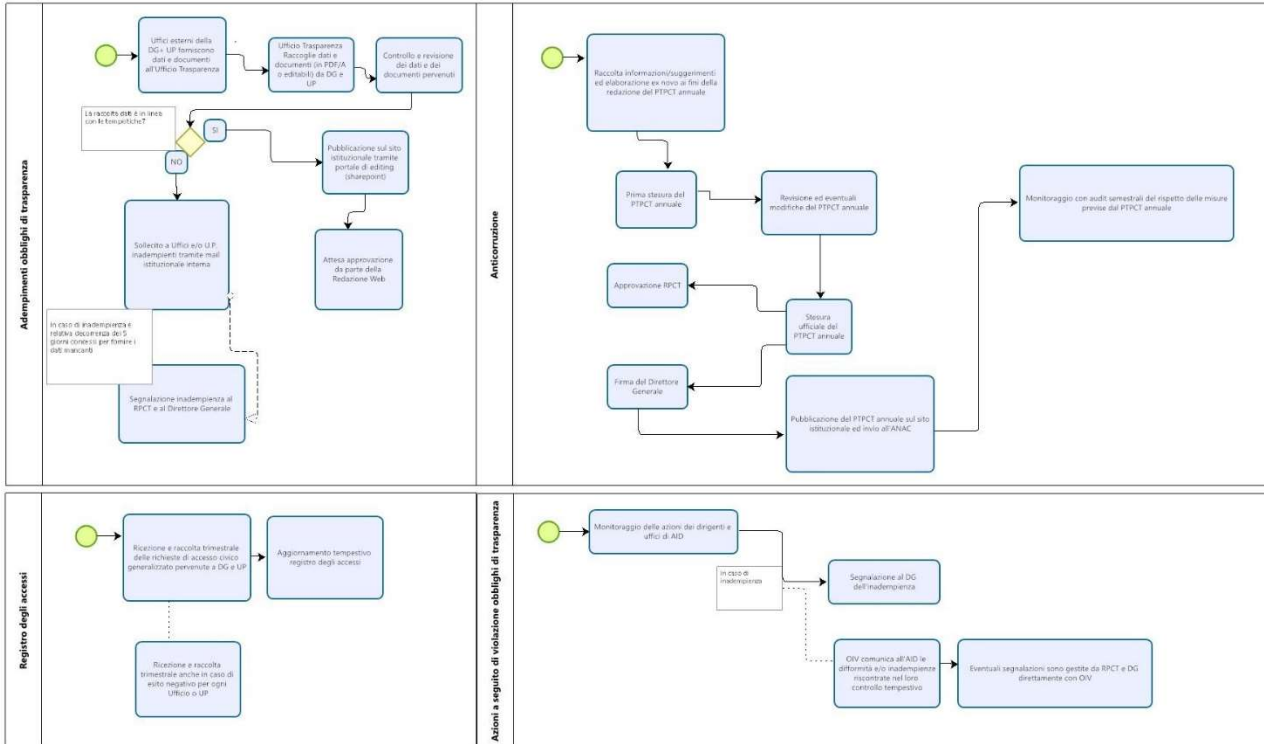 Adempimenti obblighi di trasparenza
Uffici esterni della
DG+ UP forniscono
dati e documenti
all'Ufficio Trasparenza
Ufficio Trasparenza
Raccoglie dati e
documenti (in PDF/A
o editabili) da DG e
UP
Controllo e revisione
dei dati e dei
documenti pervenuti
La raccolta dati è in linea
con le tempistiche?
SI
NO
Pubblicazione sul sito
istituzionale tramite
portale di editing
(sharepoint)
Sollecito a Uffici e/o U.P.
inadempienti tramite mail
istituzionale interna
Attesa approvazione
da parte della
Redazione Web
In caso di inadempienza e
relativa decorrenza dei 5
giorni concessi per fornire i
dati mancanti
Segnalazione inadempienza al
RPCT e al Direttore Generale
Anticorruzione
Raccolta informazioni/suggerimenti
ed elaborazione ex novo ai fini della
redazione del PTPCT annuale
Prima stesura del
PTPCT annuale
Revisione ed eventuali
modifiche del PTPCT annuale
Monitoraggio con audit semestrali del rispetto delle misure
previse dal PTPCT annuale
Approvazione RPCT
Stesura
ufficiale del
PTPCT annuale
Firma del Direttore
Generale
Pubblicazione del PTPCT annuale sul sito
istituzionale ed invio all'ANAC
Registro degli accessi
Ricezione e raccolta trimestrale
delle richieste di accesso civico
generalizzato pervenute a DG e UP
Aggiornamento tempestivo
registro degli accessi
Ricezione e raccolta
trimestrale anche in caso di
esito negativo per ogni
Ufficio o UP
Azioni a seguito di violazione obblighi di trasparenza
Monitoraggio delle azioni dei dirigenti e
uffici di AID
In caso di
inadempienza
Segnalazione al DG
dell'inadempienza
OIV comunica all'AID le
difformità e/o inadempienze
riscontrate nel loro
controllo tempestivo
Eventuali segnalazioni sono gestite da RPCT e DG
direttamente con OIV